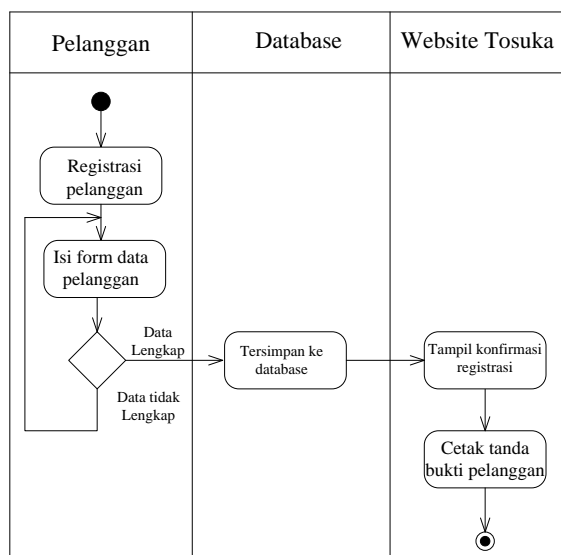 Pelanggan
Database
Website Tosuka
Registrasi
pelanggan
Isi form data
pelanggan
Data
Lengkap
Data tidak
Lengkap
Tersimpan ke
database
Tampil konfirmasi
registrasi
Cetak tanda
bukti pelanggan